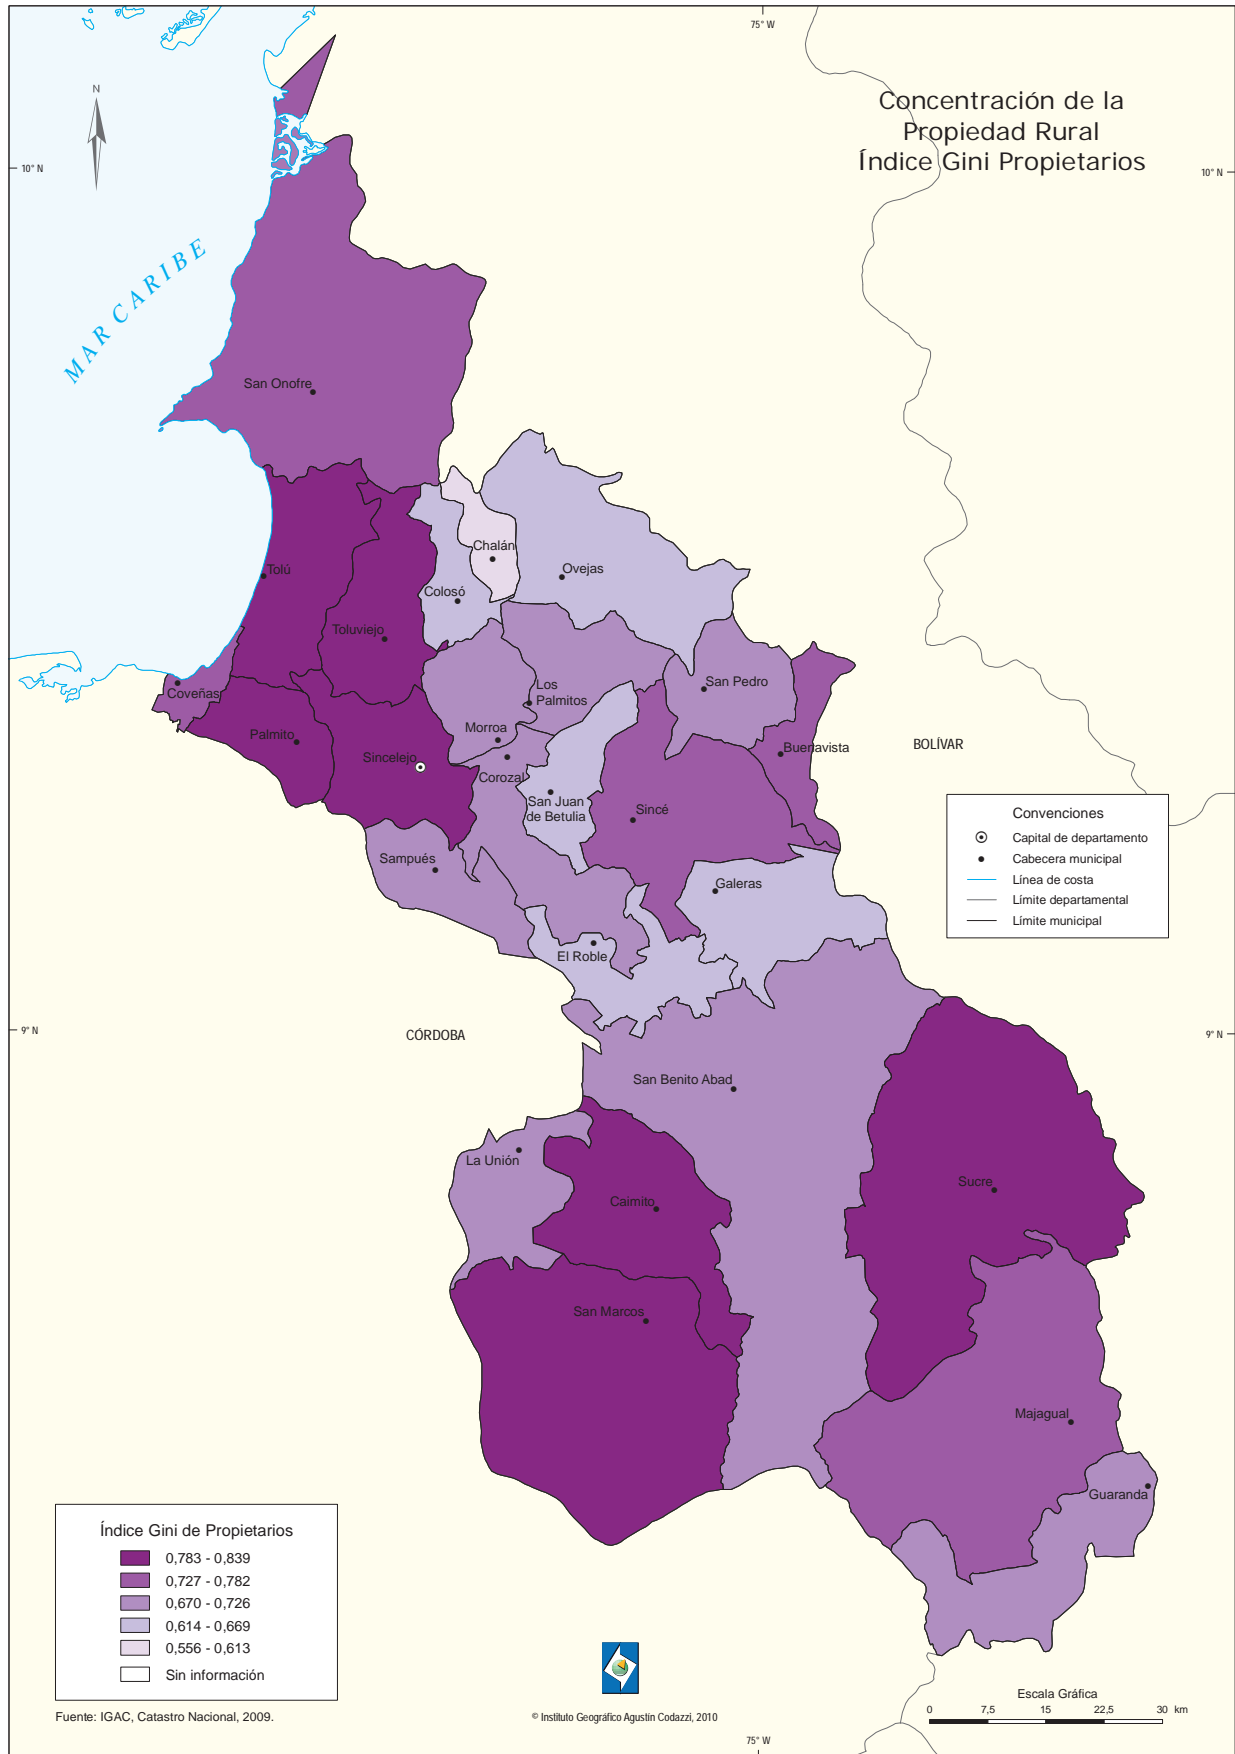 75° W
Concentración de la
Propiedad Rural
Índice Gini Propietarios
N
10° N
10° N
MAR CARIBE
San Onofre
Chalán
Ovejas
Tolú
Colosó
Toluviejo
San Pedro
Coveñas
Los
Palmitos
Palmito
Morroa
Buenavista
BOLÍVAR
Sincelejo
Corozal
San Juan
de Betulia
Sincé
Sampués
Galeras
El Roble
Convenciones
Capital de departamento
Cabecera municipal
Línea de costa
Límite departamental
Límite municipal
9° N
CÓRDOBA
9° N
San Benito Abad
La Unión
Caimito
Sucre
San Marcos
Majagual
Guaranda
Índice Gini de Propietarios
0,783 - 0,839
0,727 - 0,782
0,670 - 0,726
0,614 - 0,669
0,556 - 0,613
Sin información
Fuente: IGAC, Catastro Nacional, 2009.
© Instituto Geográfico Agustín Codazzi, 2010
Escala Gráfica
0 7,5 15 22,5 30 km
75° W